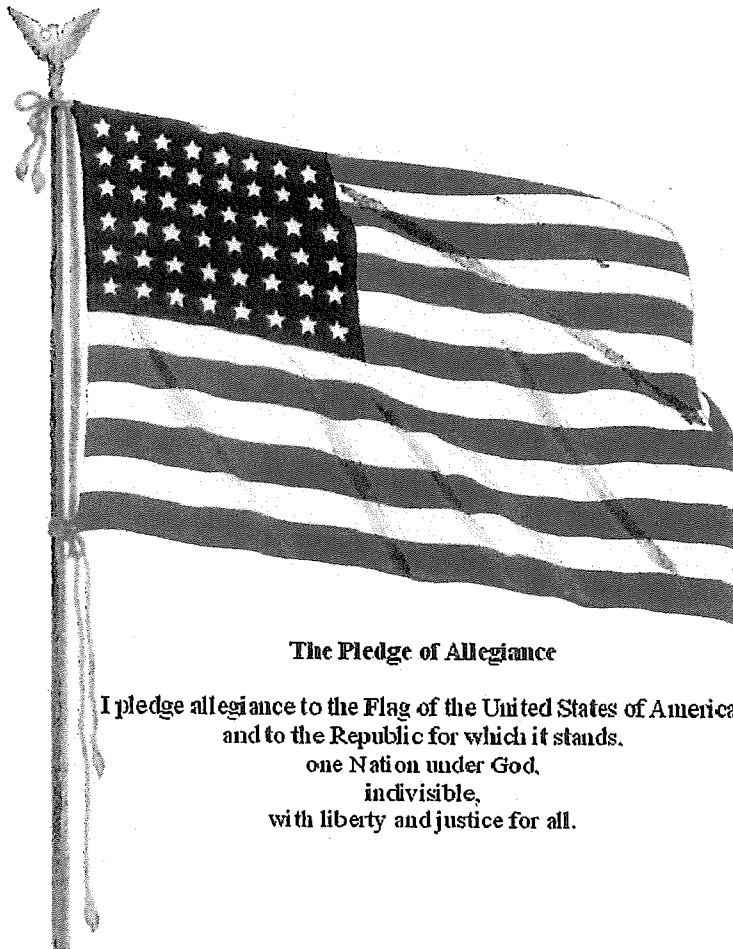 The Pledge of Allegiance
I pledge allegiance to the Flag of the United States of America
and to the Republic for which it stands.
one Nation under God,
indivisible,
with liberty and justice for all.